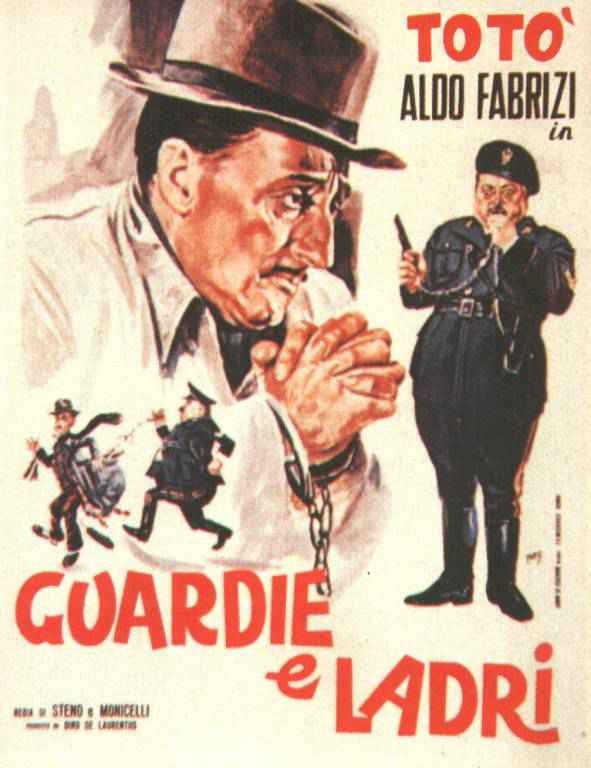 TOTO'
ALDO FABRIZI
in
GUARDIE
e LADRI
REGIA DI STENO e MONICELLI
PRODOTTO DA DINO DE LAURENTIIS